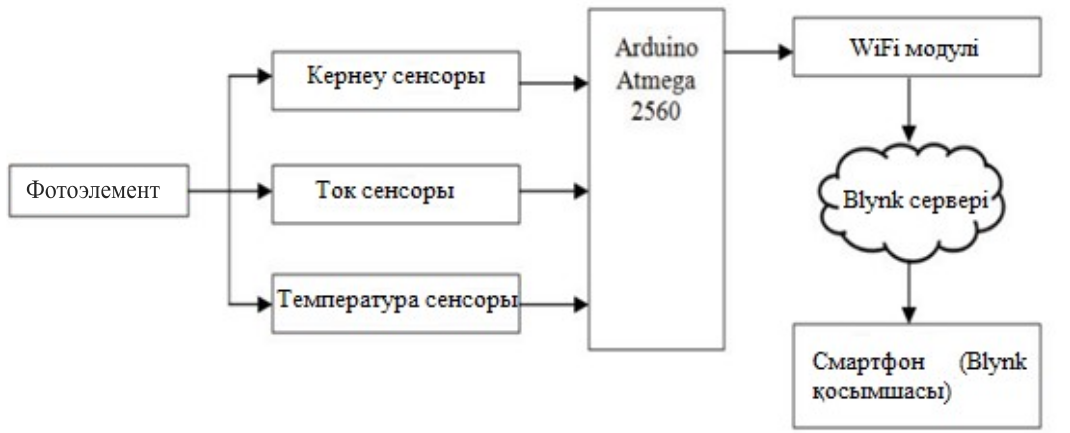 Фотоэлемент
Кернеу сенсоры
Ток сенсоры
Температура сенсоры
Arduino
Atmega
2560
WiFi модулі
Blynk сервері
Смартфон (Blynk
қосымшасы)